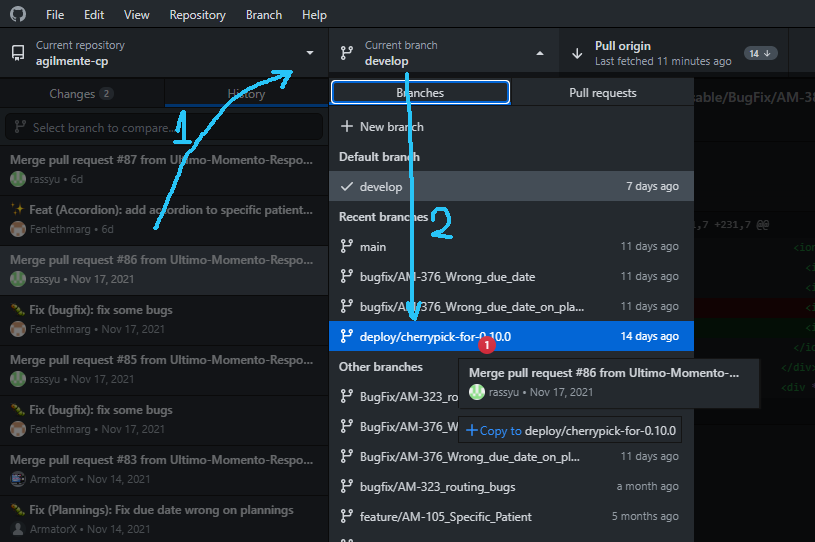 File Edit View Repository Branch Help
Current repository
agilmente-cp
Current branch
develop
Pull origin
Last fetched 11 minutes ago
14
Changes 2
History
Branches
Pull requests
Select branch to compare...
1
New branch
Default branch
develop 7 days ago
Recent branches
main 11 days ago
bugfix/AM-376_Wrong_due_date 11 days ago
bugfix/AM-376_Wrong_due_date_on_pla... 11 days ago
deploy/cherrypick-for-0.10.0 14 days ago
2
1
Merge pull request #86 from Ultimo-Momento-...
rassyu • Nov 17, 2021
Copy to deploy/cherrypick-for-0.10.0
Other branches
BugFix/AM-323_ro
BugFix/AM-376_W
BugFix/AM-376_Wrong_due_date_on_pl... 11 days ago
bugfix/AM-323_routing_bugs a month ago
feature/AM-105_Specific_Patient 5 months ago
Merge pull request #87 from Ultimo-Momento-Respo...
rassyu • 6d
✨ Feat (Accordion): add accordion to specific patient...
Fenlethmarg • 6d
Merge pull request #86 from Ultimo-Momento-Respo...
rassyu • Nov 17, 2021
🐛 Fix (bugfix): fix some bugs
Fenlethmarg • Nov 17, 2021
Merge pull request #85 from Ultimo-Momento-Respo...
rassyu • Nov 17, 2021
🐛 Fix (bugfix): fix some bugs
Fenlethmarg • Nov 17, 2021
Merge pull request #83 from Ultimo-Momento-Respo...
ArmatorX • Nov 14, 2021
🐛 Fix (Plannings): Fix due date wrong on plannings
ArmatorX • Nov 14, 2021
sable/BugFix/AM-38
1,7 +231,7 @@
<ion
<i
<i
<i
<i
</io
</div>
<div